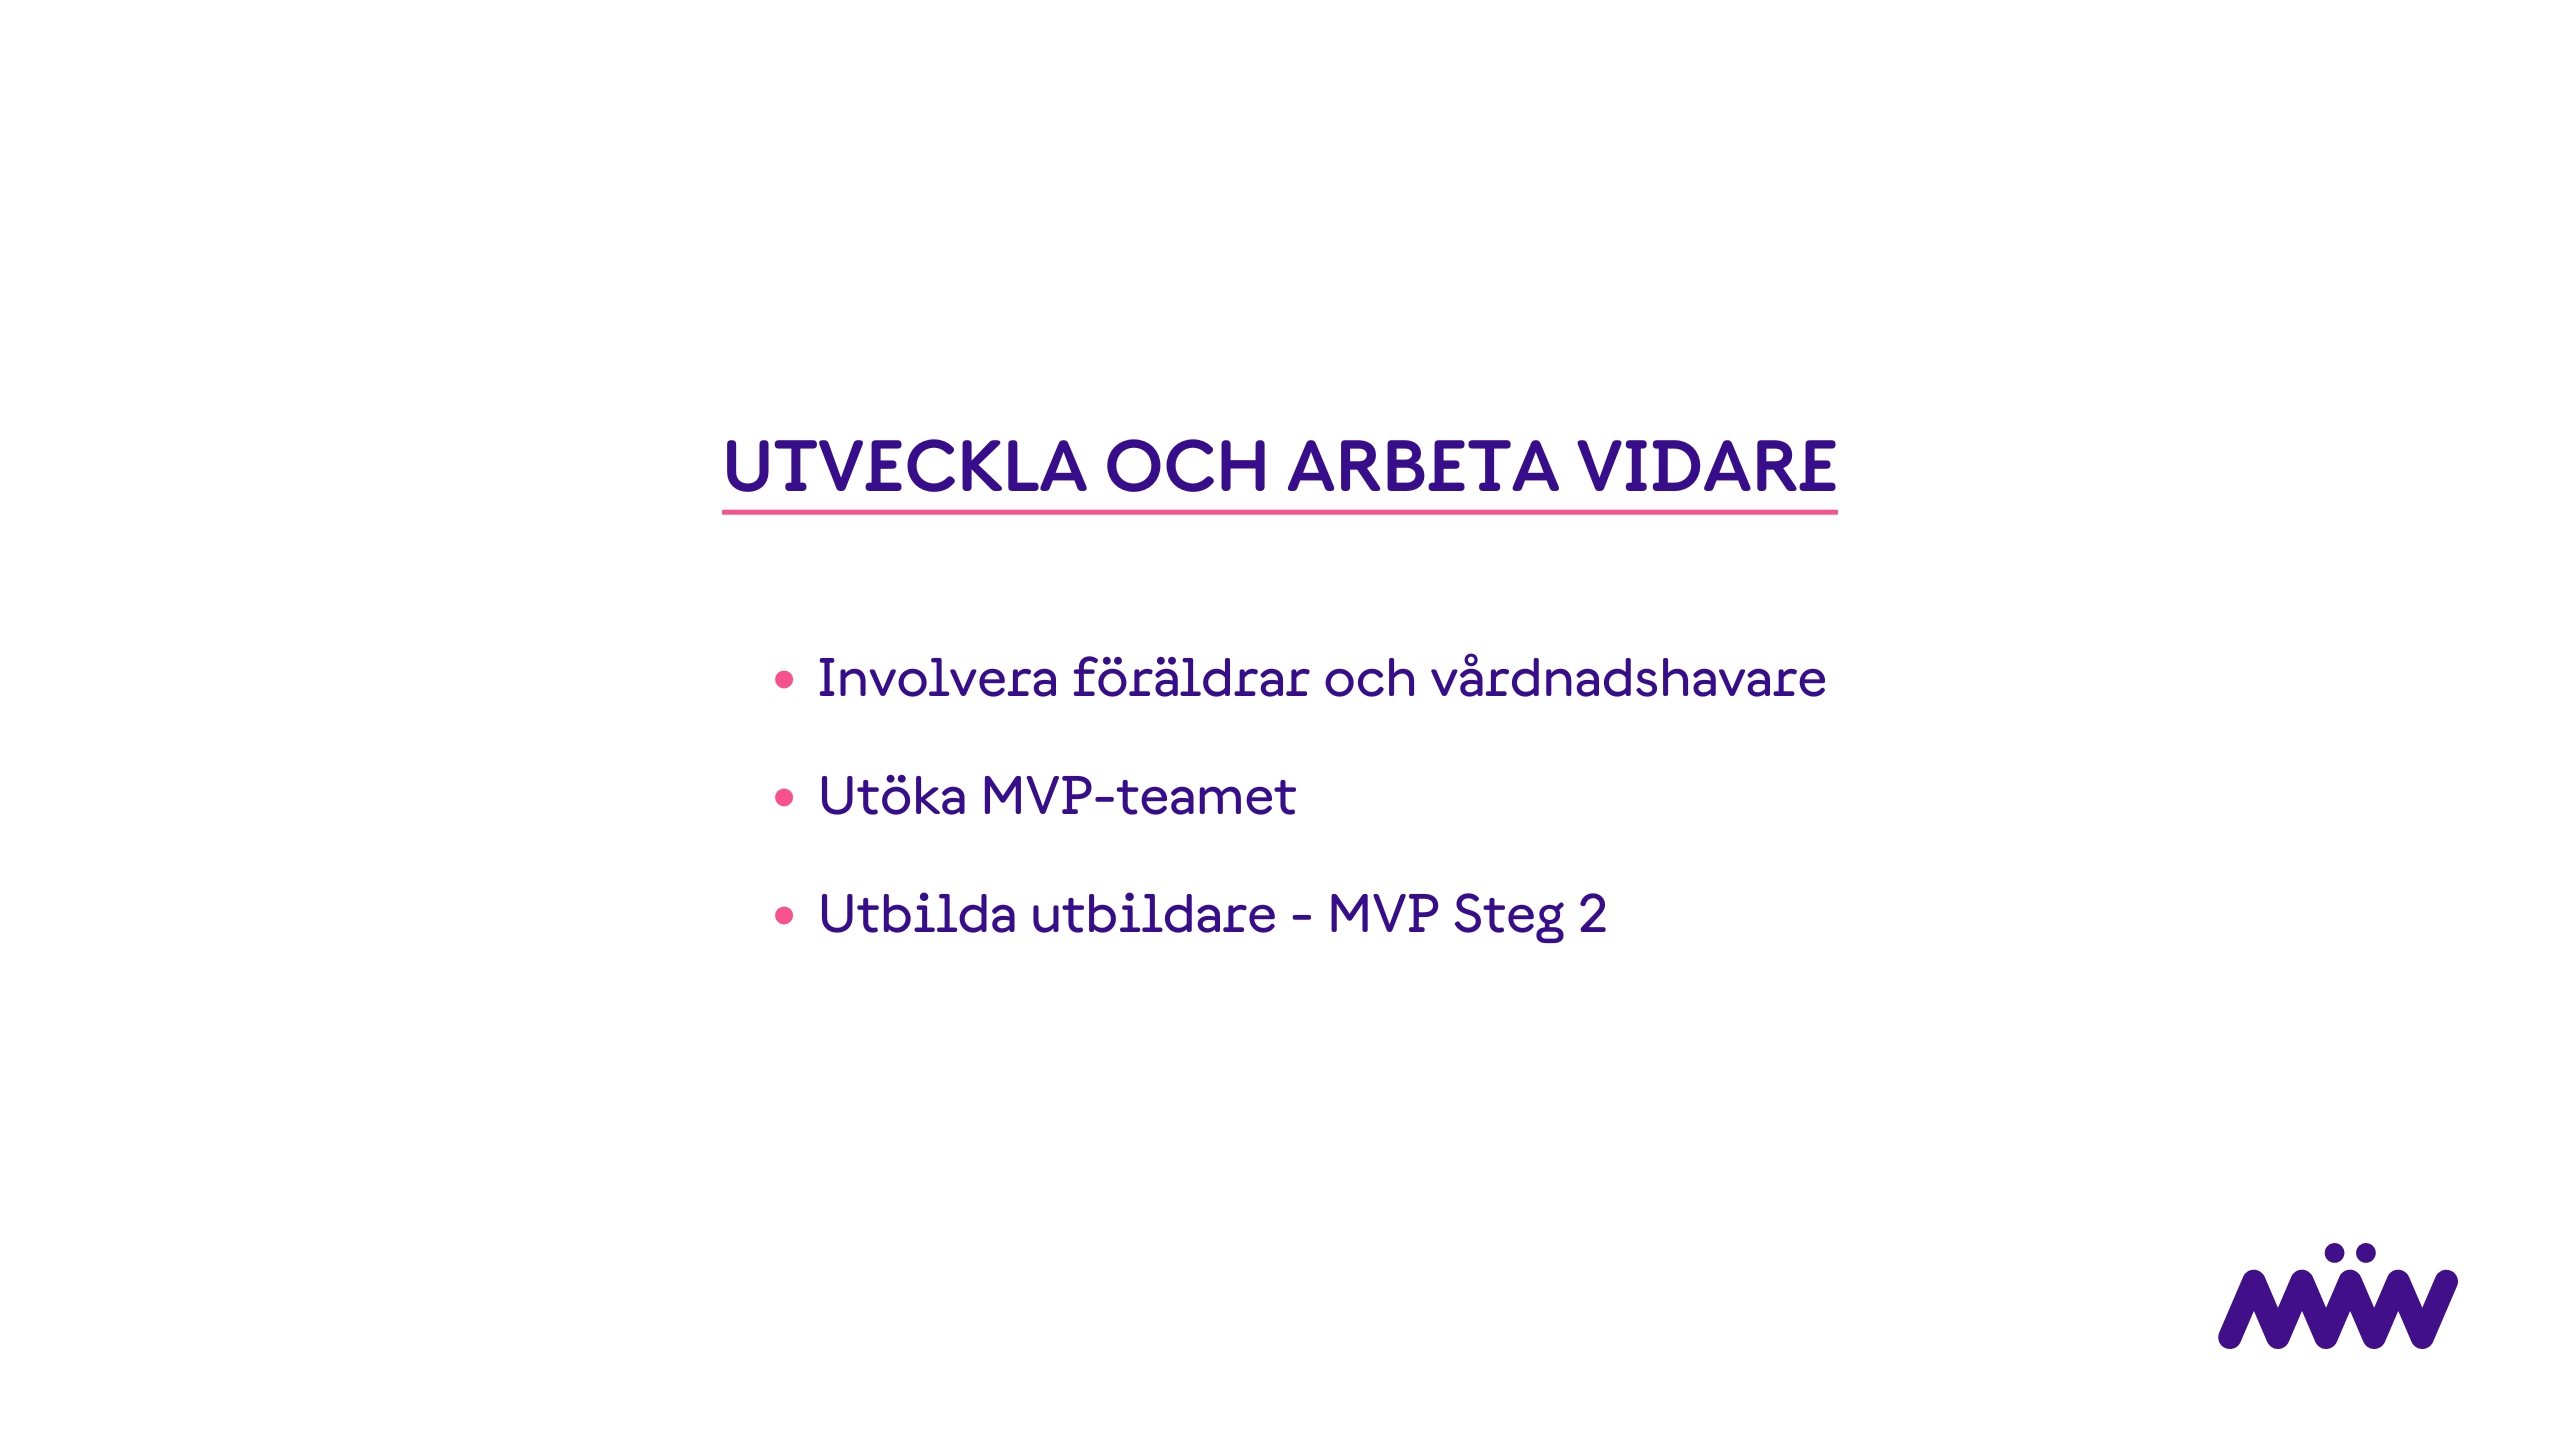 UTVECKLA OCH ARBETA VIDARE
• Involvera föräldrar och vårdnadshavare
• Utöka MVP-teamet
• Utbilda utbildare - MVP Steg 2